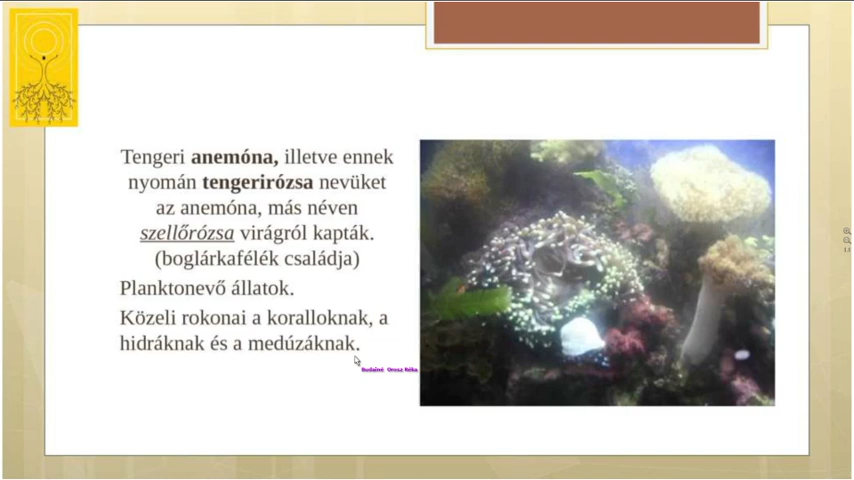 Tengeri anemóna, illetve ennek
nyomán tengerirózsa nevüket
az anemóna, más néven
szellőrózsa virágról kapták.
(boglárkafélék családja)
Planktonevő állatok.
Közeli rokonai a koralloknak, a
hidráknak és a medúzáknak.
Budainé Orosz Réka